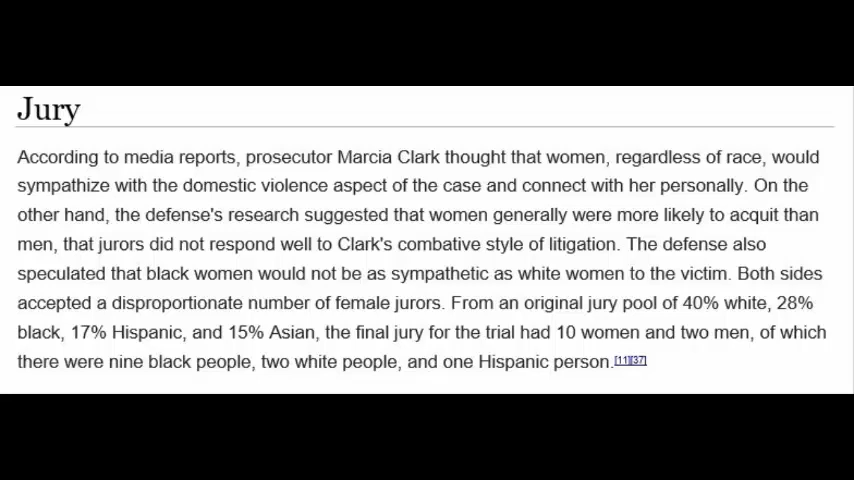 Jury
According to media reports, prosecutor Marcia Clark thought that women, regardless of race, would
sympathize with the domestic violence aspect of the case and connect with her personally. On the
other hand, the defense's research suggested that women generally were more likely to acquit than
men, that jurors did not respond well to Clark's combative style of litigation. The defense also
speculated that black women would not be as sympathetic as white women to the victim. Both sides
accepted a disproportionate number of female jurors. From an original jury pool of 40% white, 28%
black, 17% Hispanic, and 15% Asian, the final jury for the trial had 10 women and two men, of which
there were nine black people, two white people, and one Hispanic person.[11][37]